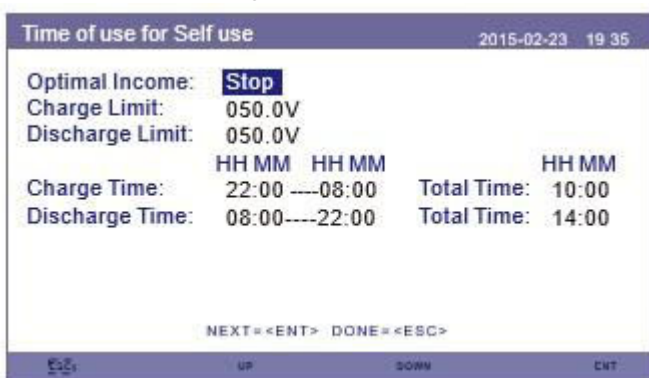 Time of use for Self use 2015-02-23 19 35
Optimal Income: Stop
Charge Limit: 050.0V
Discharge Limit: 050.0V
HH MM HH MM HH MM
Charge Time: 22:00 ----08:00 Total Time: 10:00
Discharge Time: 08:00----22:00 Total Time: 14:00
NEXT=<ENT> DONE=<ESC>
UP DOWN ENT